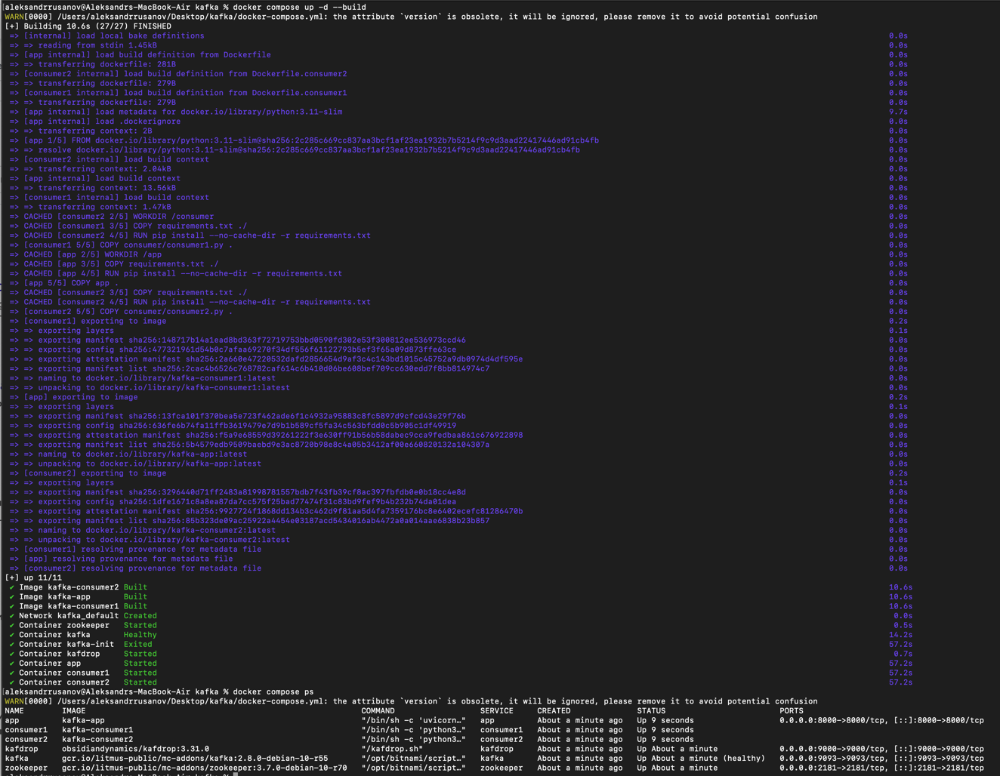 [aleksandrrusanov@Aleksandrs-MacBook-Air kafka % docker compose up -d --build
WARN[0000] /Users/aleksandrrusanov/Desktop/kafka/docker-compose.yml: the attribute `version` is obsolete, it will be ignored, please remove it to avoid potential confusion
[+] Building 10.6s (27/27) FINISHED
=> [internal] load local bake definitions 0.0s
=> => reading from stdin 1.45kB 0.0s
=> [app internal] load build definition from Dockerfile 0.0s
=> => transferring dockerfile: 281B 0.0s
=> [consumer2 internal] load build definition from Dockerfile.consumer2 0.0s
=> => transferring dockerfile: 279B 0.0s
=> [consumer1 internal] load build definition from Dockerfile.consumer1 0.0s
=> => transferring dockerfile: 279B 0.0s
=> [app internal] load metadata for docker.io/library/python:3.11-slim 9.7s
=> [app internal] load .dockerignore 0.0s
=> => transferring context: 2B 0.0s
=> [app 1/5] FROM docker.io/library/python:3.11-slim@sha256:2c285c669cc837aa3bcf1af23ea1932b7b5214f9c9d3aad22417446ad91cb4fb 0.0s
=> => resolve docker.io/library/python:3.11-slim@sha256:2c285c669cc837aa3bcf1af23ea1932b7b5214f9c9d3aad22417446ad91cb4fb 0.0s
=> [consumer2 internal] load build context 0.0s
=> => transferring context: 2.04kB 0.0s
=> [app internal] load build context 0.0s
=> => transferring context: 13.56kB 0.0s
=> [consumer1 internal] load build context 0.0s
=> => transferring context: 1.47kB 0.0s
=> CACHED [consumer2 2/5] WORKDIR /consumer 0.0s
=> CACHED [consumer1 3/5] COPY requirements.txt ./ 0.0s
=> CACHED [consumer2 4/5] RUN pip install --no-cache-dir -r requirements.txt 0.0s
=> [consumer1 5/5] COPY consumer/consumer1.py . 0.0s
=> CACHED [app 2/5] WORKDIR /app 0.0s
=> CACHED [app 3/5] COPY requirements.txt ./ 0.0s
=> CACHED [app 4/5] RUN pip install --no-cache-dir -r requirements.txt 0.0s
=> [app 5/5] COPY app . 0.0s
=> CACHED [consumer2 3/5] COPY requirements.txt ./ 0.0s
=> CACHED [consumer2 4/5] RUN pip install --no-cache-dir -r requirements.txt 0.0s
=> [consumer2 5/5] COPY consumer/consumer2.py . 0.0s
=> [consumer1] exporting to image 0.2s
=> => exporting layers 0.1s
=> => exporting manifest sha256:148717b14a1ead8bd363f72719753bbd0590fd302e53f300812ee536973ccd46 0.0s
=> => exporting config sha256:477321961d54b0c7afaa69270f34df556f61122793b5ef3f65a09d873ffe63ce 0.0s
=> => exporting attestation manifest sha256:2a660e47220532dafd2856654d9af3c4c143bd1015c45752a9db0974d4df595e 0.0s
=> => exporting manifest list sha256:2cac4b6526c768782caf614c6b410d06be608bef709cc630edd7f8bb814974c7 0.0s
=> => naming to docker.io/library/kafka-consumer1:latest 0.0s
=> => unpacking to docker.io/library/kafka-consumer1:latest 0.0s
=> [app] exporting to image 0.2s
=> => exporting layers 0.1s
=> => exporting manifest sha256:13fca101f370bea5e723f462ade6f1c4932a95883c8fc5897d9cfcd43e29f76b 0.0s
=> => exporting config sha256:636fe6b74fa11ffb3619479e7d9b1b589cf5fa34c563bfdd0c5b905c1df49919 0.0s
=> => exporting attestation manifest sha256:f5a9e68559d39261222f3e630ff91b56b58dabec9cca9fedbaa861c676922898 0.0s
=> => exporting manifest list sha256:5b4579edb9509baebd9e3ac8720b98e8c4a05b3412af00e660820132a104307a 0.0s
=> => naming to docker.io/library/kafka-app:latest 0.0s
=> => unpacking to docker.io/library/kafka-app:latest 0.0s
=> [consumer2] exporting to image 0.2s
=> => exporting layers 0.1s
=> => exporting manifest sha256:3296440d71ff2483a81998781557bdb7f43fb39cf8ac397fbfdb0e0b18cc4e8d 0.0s
=> => exporting config sha256:1dfe1671c8a8ea87da7cc575f25bad77474f31c83bd9fef9b4b232b74da01dea 0.0s
=> => exporting attestation manifest sha256:9927724f1868dd134b3c462d9f81aa5d4fa7359176bc8e6402ecefc81286470b 0.0s
=> => exporting manifest list sha256:85b323de09ac25922a4454e03187acd5434016ab4472a0a014aae6838b23b857 0.0s
=> => naming to docker.io/library/kafka-consumer2:latest 0.0s
=> => unpacking to docker.io/library/kafka-consumer2:latest 0.0s
=> [consumer1] resolving provenance for metadata file 0.0s
=> [app] resolving provenance for metadata file 0.0s
=> [consumer2] resolving provenance for metadata file 0.0s
[+] up 11/11
✔ Image kafka-consumer2 Built 10.6s
✔ Image kafka-app Built 10.6s
✔ Image kafka-consumer1 Built 10.6s
✔ Network kafka_default Created 0.0s
✔ Container zookeeper Started 0.5s
✔ Container kafka Healthy 14.2s
✔ Container kafka-init Exited 57.2s
✔ Container kafdrop Started 0.7s
✔ Container app Started 57.2s
✔ Container consumer1 Started 57.2s
✔ Container consumer2 Started 57.2s
[aleksandrrusanov@Aleksandrs-MacBook-Air kafka % docker compose ps
WARN[0000] /Users/aleksandrrusanov/Desktop/kafka/docker-compose.yml: the attribute `version` is obsolete, it will be ignored, please remove it to avoid potential confusion
NAME IMAGE COMMAND SERVICE CREATED STATUS PORTS
app kafka-app "/bin/sh -c 'uvicorn…" app About a minute ago Up 9 seconds 0.0.0.0:8000->8000/tcp, [::]:8000->8000/tcp
consumer1 kafka-consumer1 "/bin/sh -c 'python3…" consumer1 About a minute ago Up 9 seconds
consumer2 kafka-consumer2 "/bin/sh -c 'python3…" consumer2 About a minute ago Up 9 seconds
kafdrop obsidiandynamics/kafdrop:3.31.0 "/kafdrop.sh" kafdrop About a minute ago Up About a minute 0.0.0.0:9000->9000/tcp, [::]:9000->9000/tcp
kafka gcr.io/litmus-public/mc-addons/kafka:2.8.0-debian-10-r55 "/opt/bitnami/script…" kafka About a minute ago Up About a minute (healthy) 0.0.0.0:9093->9093/tcp, [::]:9093->9093/tcp
zookeeper gcr.io/litmus-public/mc-addons/zookeeper:3.7.0-debian-10-r70 "/opt/bitnami/script…" zookeeper About a minute ago Up About a minute 0.0.0.0:2181->2181/tcp, [::]:2181->2181/tcp